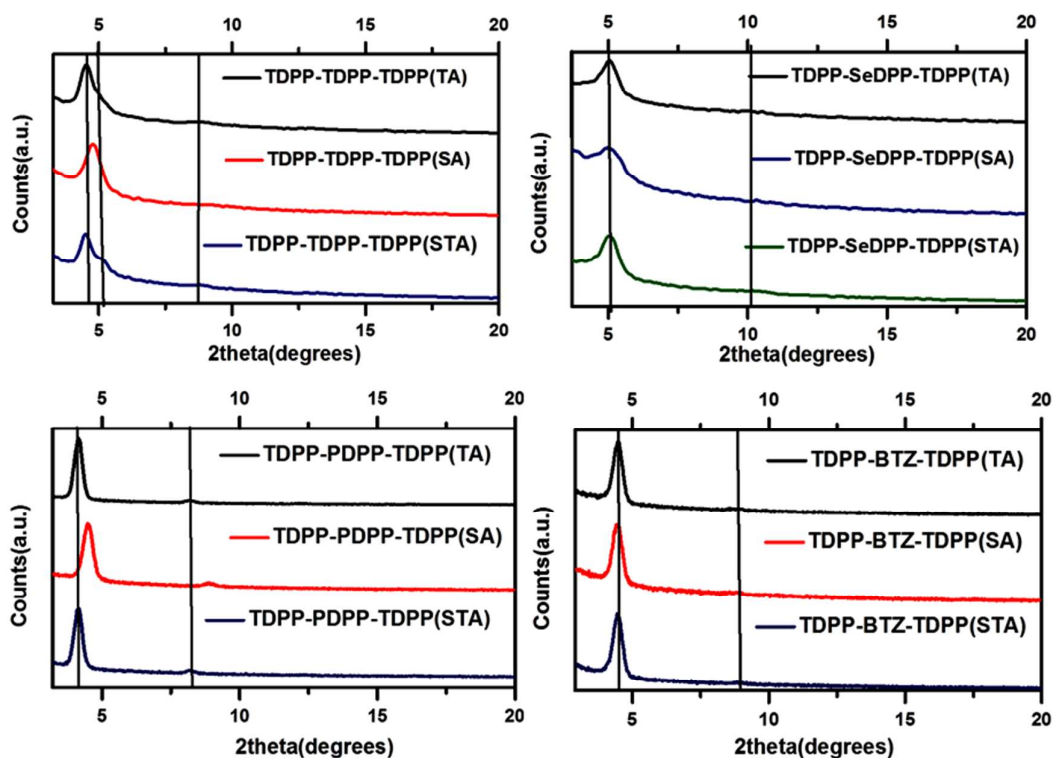 5 10 15 20
TDPP-TDPP-TDPP(TA)
TDPP-TDPP-TDPP(SA)
TDPP-TDPP-TDPP(STA)
Counts(a.u.)
5 10 15 20
2theta(degrees)
5 10 15 20
TDPP-SeDPP-TDPP(TA)
TDPP-SeDPP-TDPP(SA)
TDPP-SeDPP-TDPP(STA)
Counts(a.u.)
5 10 15 20
2theta(degrees)
5 10 15 20
TDPP-PDPP-TDPP(TA)
TDPP-PDPP-TDPP(SA)
TDPP-PDPP-TDPP(STA)
Counts(a.u.)
5 10 15 20
2theta(degrees)
5 10 15 20
TDPP-BTZ-TDPP(TA)
TDPP-BTZ-TDPP(SA)
TDPP-BTZ-TDPP(STA)
Counts(a.u.)
5 10 15 20
2theta(degrees)